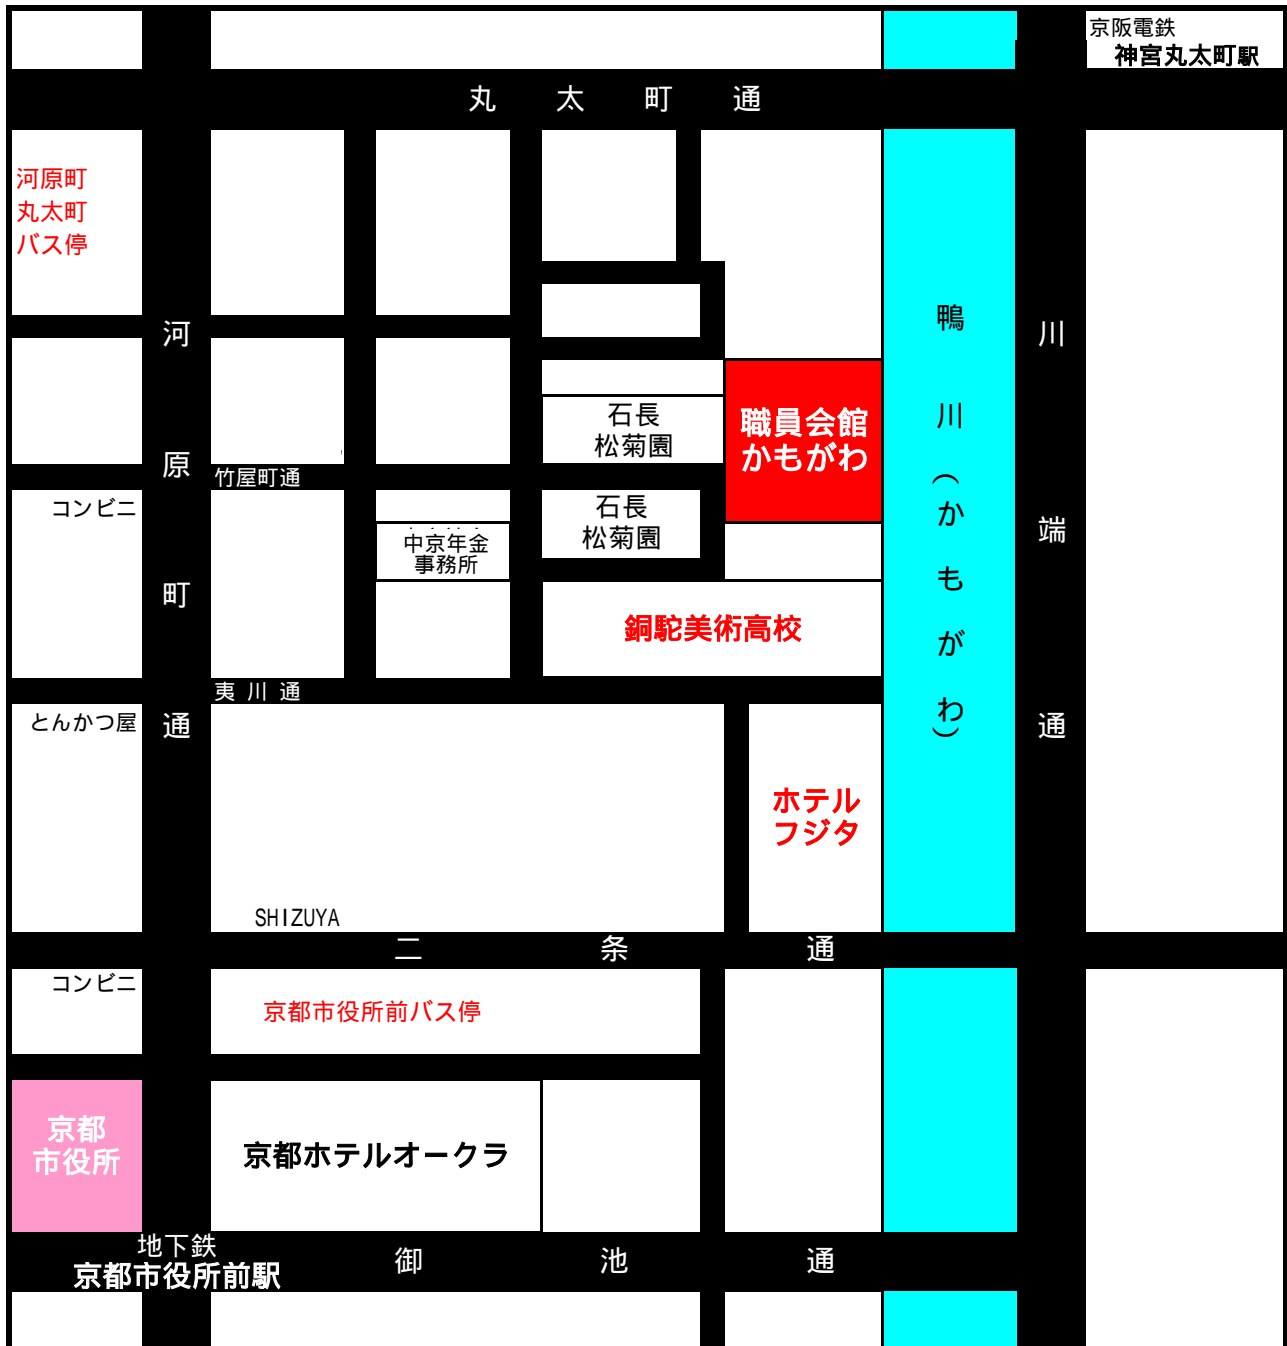 京阪電鉄
神宮丸太町駅
丸太町通
河原町
丸太町
バス停
河原町通
鴨川(かもがわ)
川端通
石長
松菊園
職員会館
かもがわ
竹屋町通
コンビニ
石長
松菊園
中京年金
事務所
銅駝美術高校
夷川通
とんかつ屋
ホテル
フジタ
SHIZUYA
二条通
コンビニ
京都市役所前バス停
京都
市役所
京都ホテルオークラ
地下鉄
京都市役所前駅
御池通